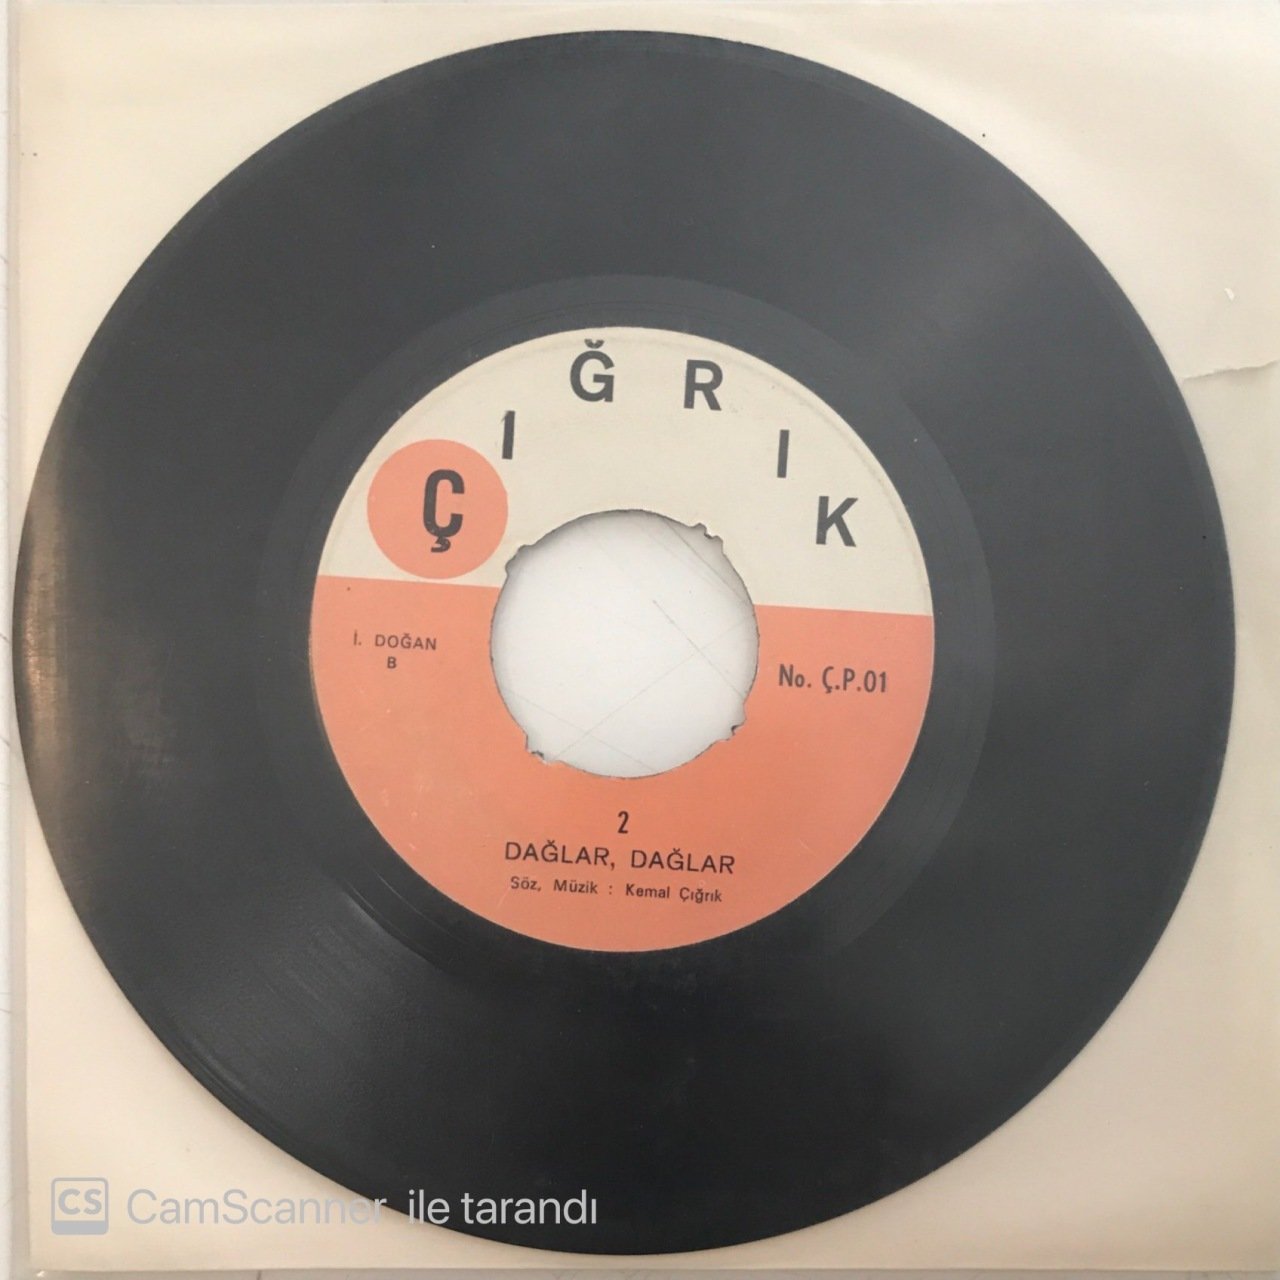 ÇIĞRIK
İ. DOĞAN
B
No. Ç.P.01
2
DAĞLAR, DAĞLAR
Söz, Müzik : Kemal Çığrık
CS CamScanner ile tarandı